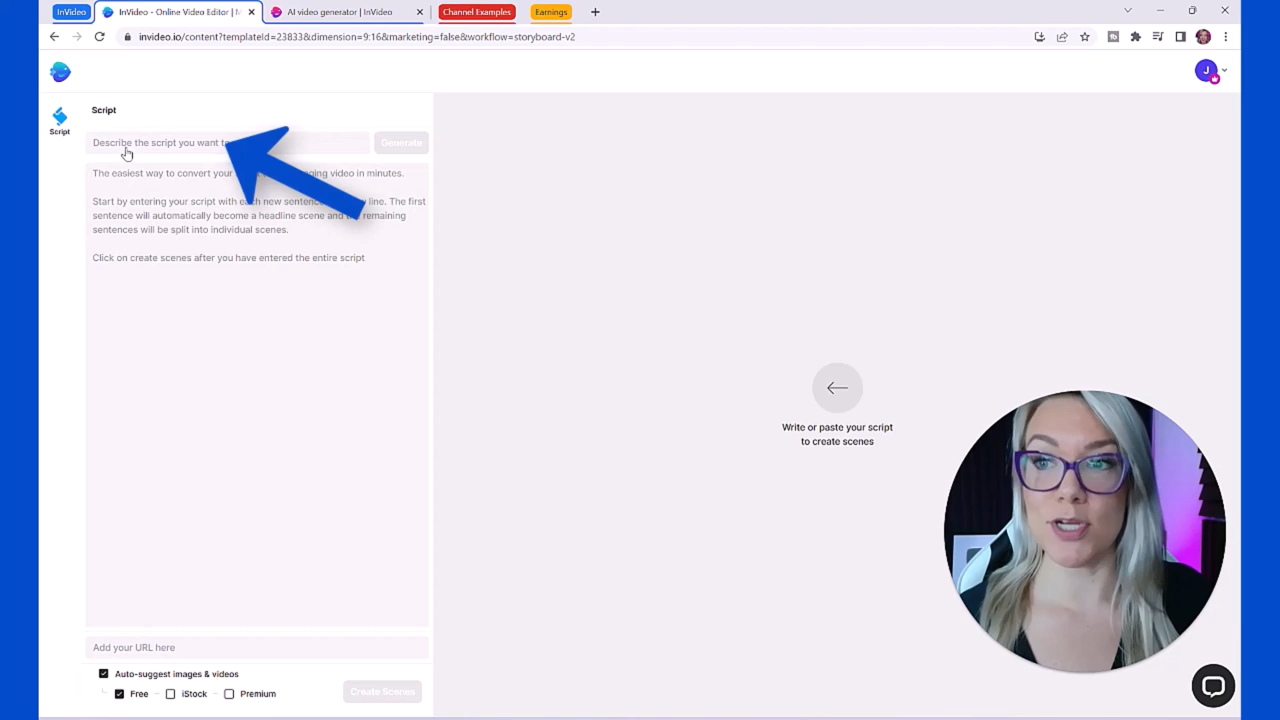 InVideo
InVideo - Online Video Editor | M
AI video generator | InVideo
Channel Examples
Earnings
invideo.io/content?templateId=23833&dimension=9:16&marketing=false&workflow=storyboard-v2
J
Script
Script
Describe the script you want to
Generate
The easiest way to convert your
ging video in minutes.
Start by entering your script with each new sentence
line. The first
sentence will automatically become a headline scene and
remaining
sentences will be split into individual scenes.
Click on create scenes after you have entered the entire script
Write or paste your script
to create scenes
Add your URL here
Auto-suggest images & videos
Free
iStock
Premium
Create Scenes